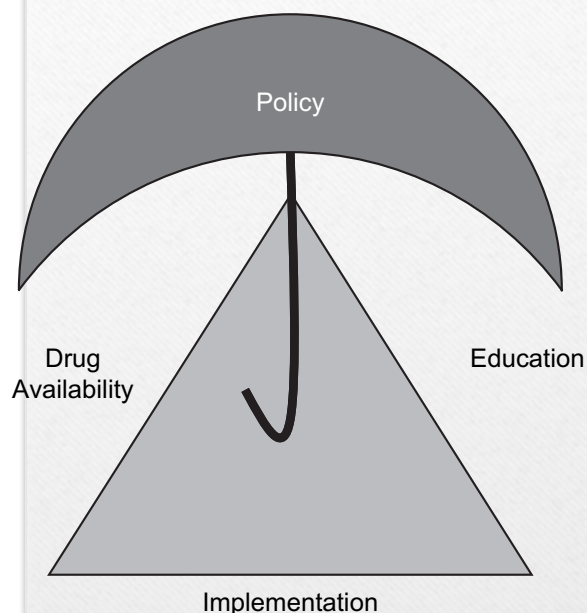 Policy
Drug
Availability
Education
Implementation